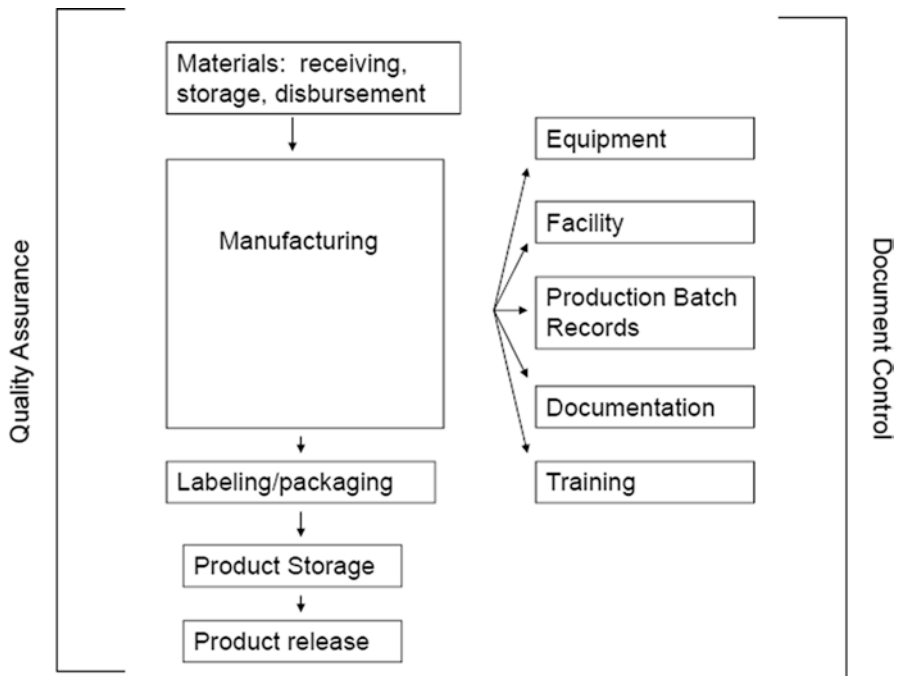 Quality Assurance
Materials: receiving,
storage, disbursement
Manufacturing
Labeling/packaging
Product Storage
Product release
Equipment
Facility
Production Batch
Records
Documentation
Training
Document Control